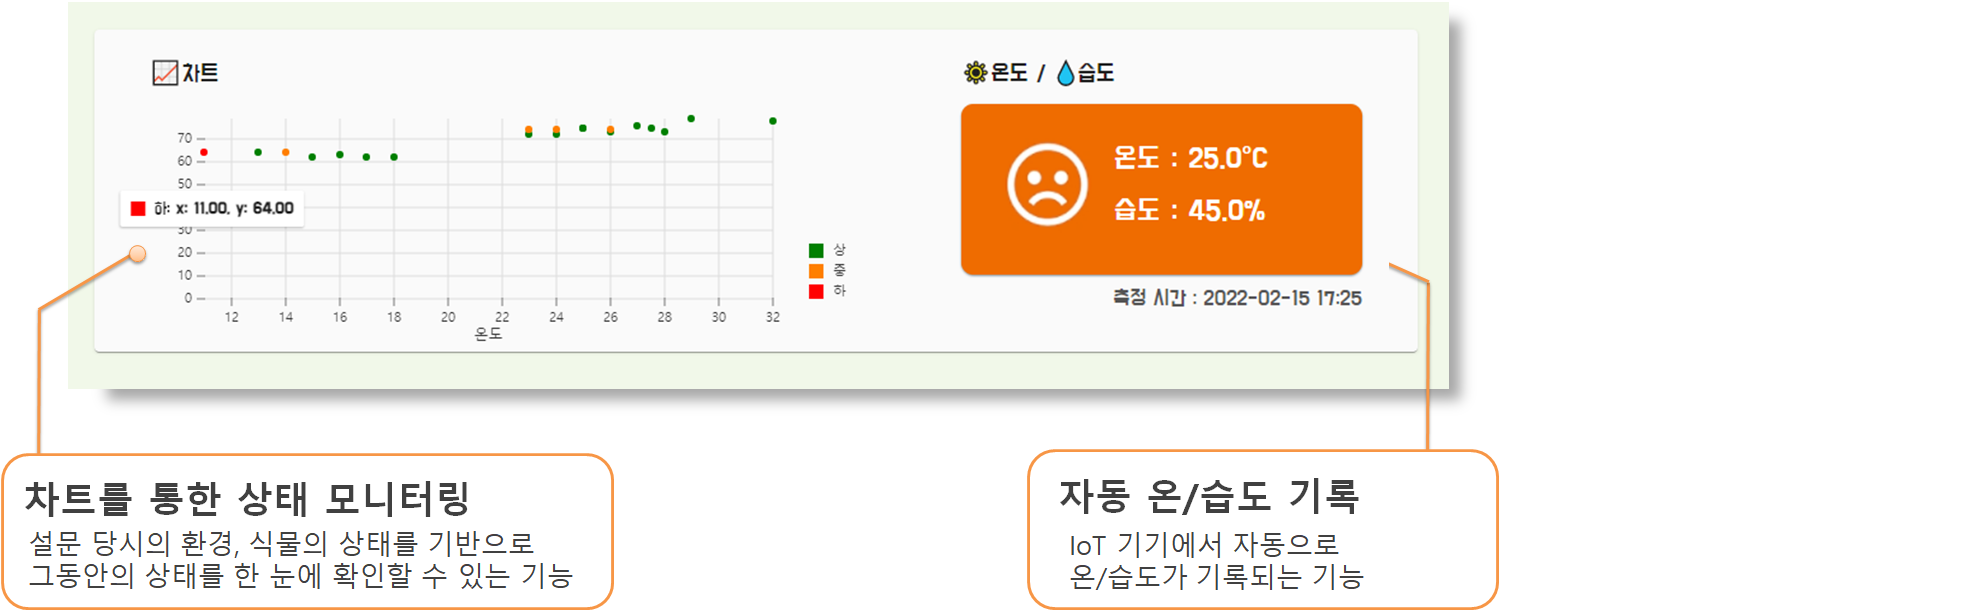 차트
온도 / 습도
70
60
50
하: x: 11.00, y: 64.00
30
20
10
0
12 14 16 18 20 22 24 26 28 30 32
온도
상
중
하
온도 : 25.0°C
습도 : 45.0%
측정 시간 : 2022-02-15 17:25
차트를 통한 상태 모니터링
설문 당시의 환경, 식물의 상태를 기반으로
그동안의 상태를 한 눈에 확인할 수 있는 기능
자동 온/습도 기록
IoT 기기에서 자동으로
온/습도가 기록되는 기능